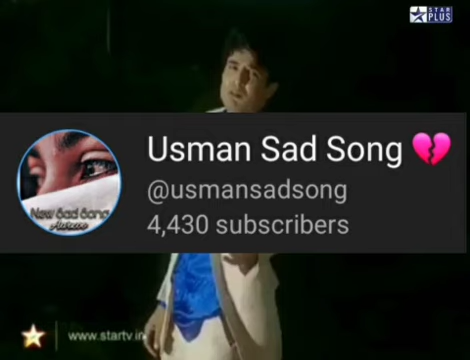 STAR
PLUS
Usman Sad Song 💔
@usmansadsong
4,430 subscribers
New Sad Song
www.startv.in